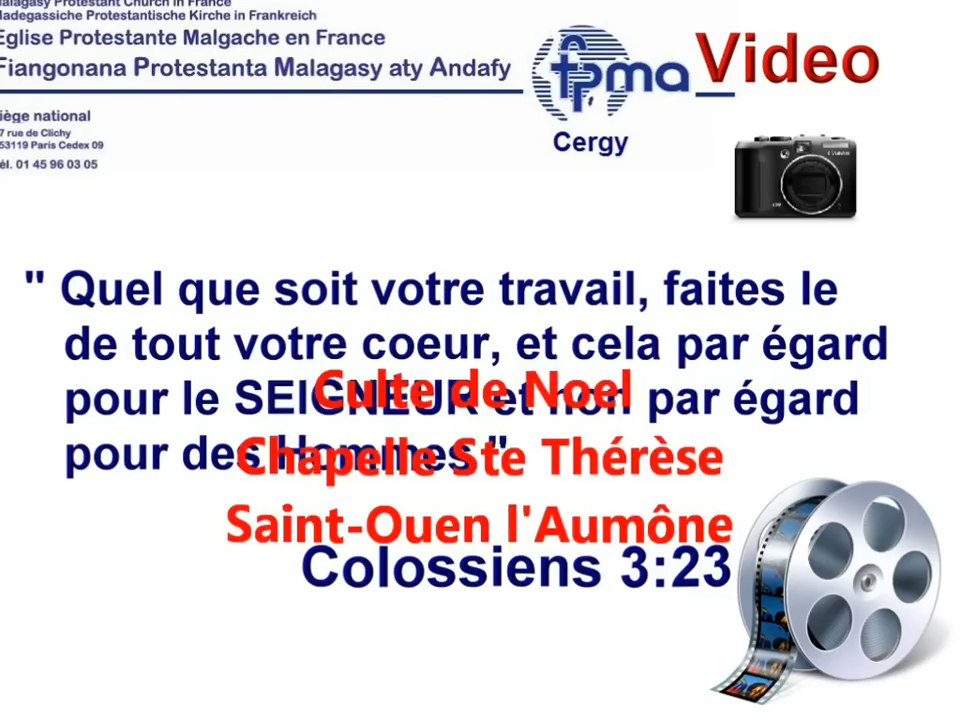 Malagasy Protestant Church in France
Madegassiche Protestantische Kirche in Frankreich
Eglise Protestante Malgache en France
Fiangonana Protestanta Malagasy aty Andafy
fpma
Video
Cergy
iège national
7 rue de Clichy
53119 Paris Cedex 09
él. 01 45 96 03 05
" Quel que soit votre travail, faites le
de tout votre coeur, et cela par égard
pour le SEIGNEUR et non par égard
pour des Hommes "
Culte de Noel
Chapelle Ste Thérèse
Saint-Ouen l'Aumône
Colossiens 3:23